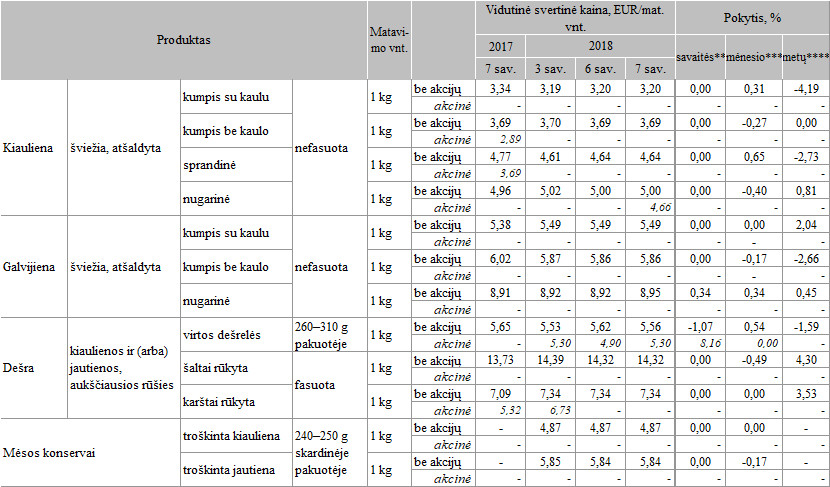 Produktas Matavi- Vidutinė svertinė kaina, EUR/mat. Pokytis, %
mo vnt. vnt.
2017 2018 savaitės** mėnesio*** metų****
7 sav. 3 sav. 6 sav. 7 sav.
Kiauliena šviežia, atšaldyta kumpis su kaulu nefasuota 1 kg be akcijų 3,34 3,19 3,20 3,20 0,00 0,31 -4,19
akcinė - - - - - - -
kumpis be kaulo 1 kg be akcijų 3,69 3,70 3,69 3,69 0,00 -0,27 0,00
akcinė 2,89 - - - - - -
sprandinė 1 kg be akcijų 4,77 4,61 4,64 4,64 0,00 0,65 -2,73
akcinė 3,69 - - - - - -
nugarinė 1 kg be akcijų 4,96 5,02 5,00 5,00 0,00 -0,40 0,81
akcinė - - - 4,66 - - -
Galvijiena šviežia, atšaldyta kumpis su kaulu nefasuota 1 kg be akcijų 5,38 5,49 5,49 5,49 0,00 0,00 2,04
akcinė - - - - - - -
kumpis be kaulo 1 kg be akcijų 6,02 5,87 5,86 5,86 0,00 -0,17 -2,66
akcinė - - - - - - -
nugarinė 1 kg be akcijų 8,91 8,92 8,92 8,95 0,34 0,34 0,45
akcinė - - - - - - -
Dešra kiaulienos ir (arba) jautienos, aukščiausios rūšies virtos dešrelės 260–310 g pakuotėje 1 kg be akcijų 5,65 5,53 5,62 5,56 -1,07 0,54 -1,59
akcinė - 5,30 4,90 5,30 8,16 0,00 -
šaltai rūkyta fasuota 1 kg be akcijų 13,73 14,39 14,32 14,32 0,00 -0,49 4,30
akcinė - - - - - - -
karštai rūkyta 1 kg be akcijų 7,09 7,34 7,34 7,34 0,00 0,00 3,53
akcinė 5,32 6,73 - - - - -
Mėsos konservai troškinta kiauliena 240–250 g skardinėje pakuotėje 1 kg be akcijų - 4,87 4,87 4,87 0,00 0,00 -
akcinė - - - - - - -
troškinta jautiena 1 kg be akcijų - 5,85 5,84 5,84 0,00 -0,17 -
akcinė - - - - - - -